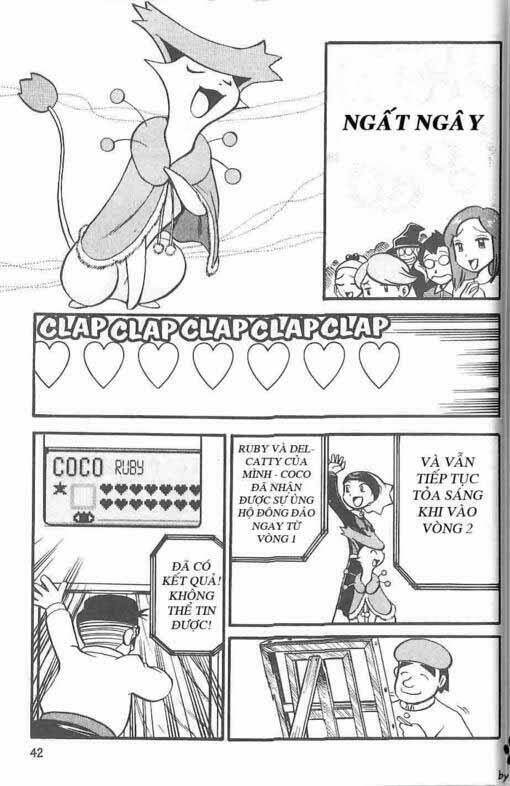 NGẤT NGÂY
CLAP CLAP CLAP CLAP CLAP
VÀ VẪN
TIẾP TỤC
TỎA SÁNG
KHI VÀO
VÒNG 2
RUBY VÀ DEL-
CATTY CỦA
MÌNH - COCO
ĐÃ NHẬN
ĐƯỢC SỰ ỦNG
HỘ ĐÔNG ĐẢO
NGAY TỪ
VÒNG 1
COCO RUBY
ĐÃ CÓ
KẾT QUẢ!
KHÔNG
THỂ TIN
ĐƯỢC!
42
by